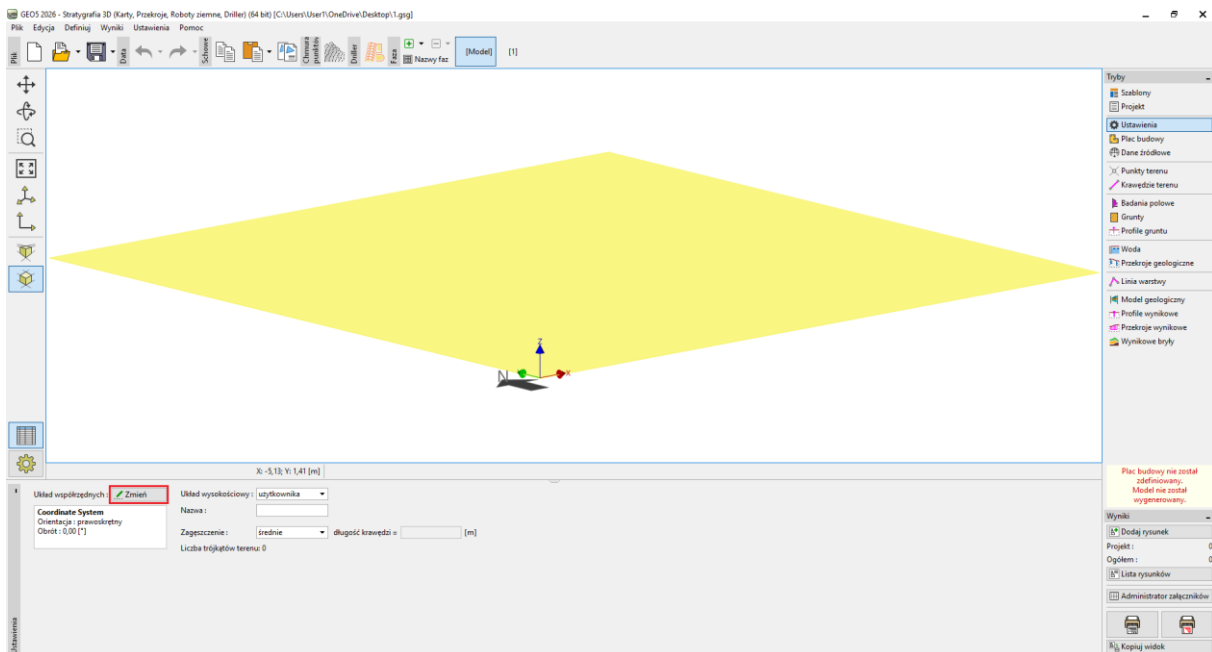 GEO5 2026 - Stratygrafia 3D (Karty, Przekroje, Roboty ziemne, Driller) (64 bit) [C:\Users\User1\OneDrive\Desktop\1.gsg]
Plik Edycja Definiuj Wyniki Ustawienia Pomoc
Plik
Data
Schowek
Chmura punktów
Driller
Faza
Nazwy faz
[Model]
[1]
Z
X
N
X: -5,13; Y: 1,41 [m]
Tryby
Szablony
Projekt
Ustawienia
Plac budowy
Dane źródłowe
Punkty terenu
Krawędzie terenu
Badania polowe
Grunty
Profile gruntu
Woda
Przekroje geologiczne
Linia warstwy
Model geologiczny
Profile wynikowe
Przekroje wynikowe
Wynikowe bryły
Plac budowy nie został
zdefiniowany.
Model nie został
wygenerowany.
Wyniki
Dodaj rysunek
Projekt : 0
Ogółem : 0
Lista rysunków
Administrator załączników
Kopiuj widok
Ustawienia
Układ współrzędnych : Zmień
Coordinate System
Orientacja : prawoskrętny
Obrót : 0,00 [°]
Układ wysokościowy : użytkownika
Nazwa :
Zagęszczenie : średnie długość krawędzi = [m]
Liczba trójkątów terenu: 0